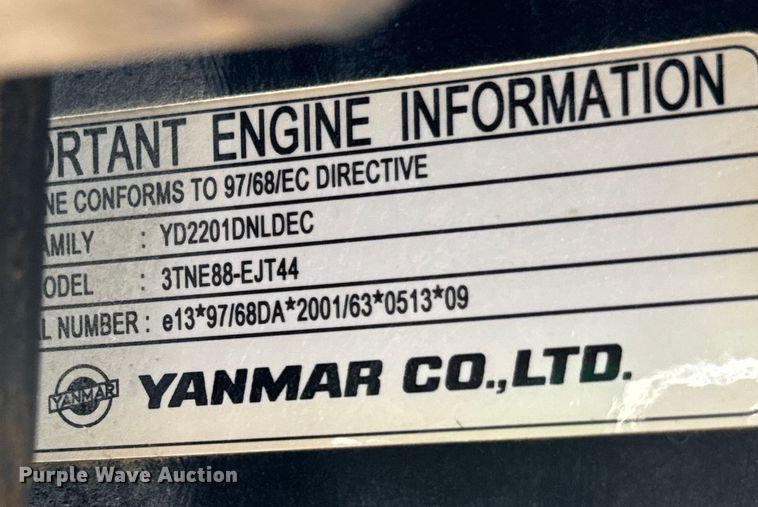 ORTANT ENGINE INFORMATION
NE CONFORMS TO 97/68/EC DIRECTIVE
AMILY : YD2201DNLDEC
ODEL : 3TNE88-EJT44
L NUMBER : e13*97/68DA*2001/63*0513*09
YANMAR YANMAR CO.,LTD.
Purple Wave Auction